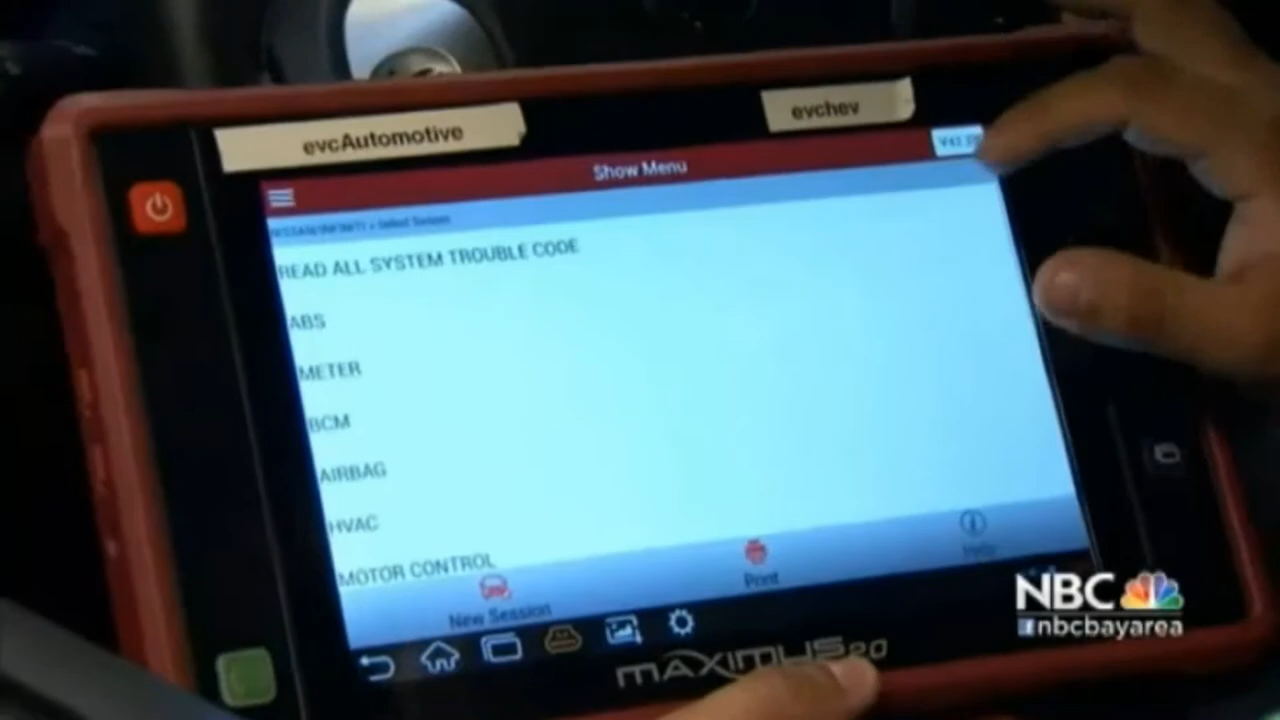 evcAutomotive
evchev
Show Menu
READ ALL SYSTEM TROUBLE CODE
ABS
METER
BCM
AIRBAG
HVAC
MOTOR CONTROL
New Session
Print
Help
MAXIMUS 2.0
NBC
f nbcbayarea